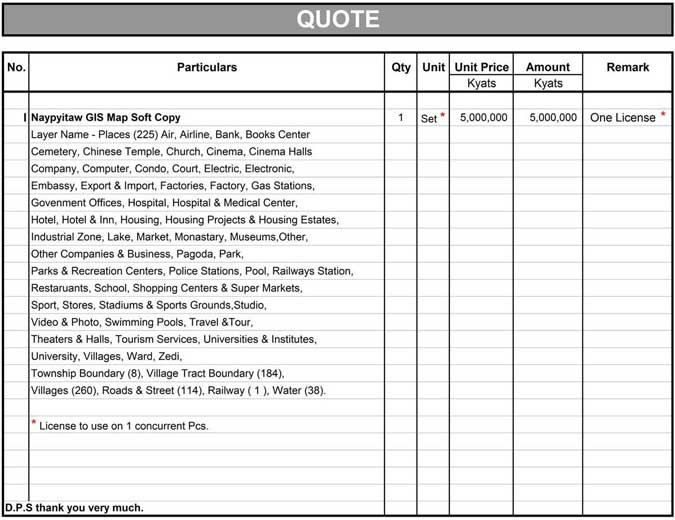 QUOTE
No. Particulars Qty Unit Unit Price Amount Remark
Kyats Kyats
I Naypyitaw GIS Map Soft Copy 1 Set * 5,000,000 5,000,000 One License *
Layer Name - Places (225) Air, Airline, Bank, Books Center
Cemetery, Chinese Temple, Church, Cinema, Cinema Halls
Company, Computer, Condo, Court, Electric, Electronic,
Embassy, Export & Import, Factories, Factory, Gas Stations,
Govenment Offices, Hospital, Hospital & Medical Center,
Hotel, Hotel & Inn, Housing, Housing Projects & Housing Estates,
Industrial Zone, Lake, Market, Monastary, Museums,Other,
Other Companies & Business, Pagoda, Park,
Parks & Recreation Centers, Police Stations, Pool, Railways Station,
Restaruants, School, Shopping Centers & Super Markets,
Sport, Stores, Stadiums & Sports Grounds,Studio,
Video & Photo, Swimming Pools, Travel &Tour,
Theaters & Halls, Tourism Services, Universities & Institutes,
University, Villages, Ward, Zedi,
Township Boundary (8), Village Tract Boundary (184),
Villages (260), Roads & Street (114), Railway ( 1 ), Water (38).
* License to use on 1 concurrent Pcs.
D.P.S thank you very much.